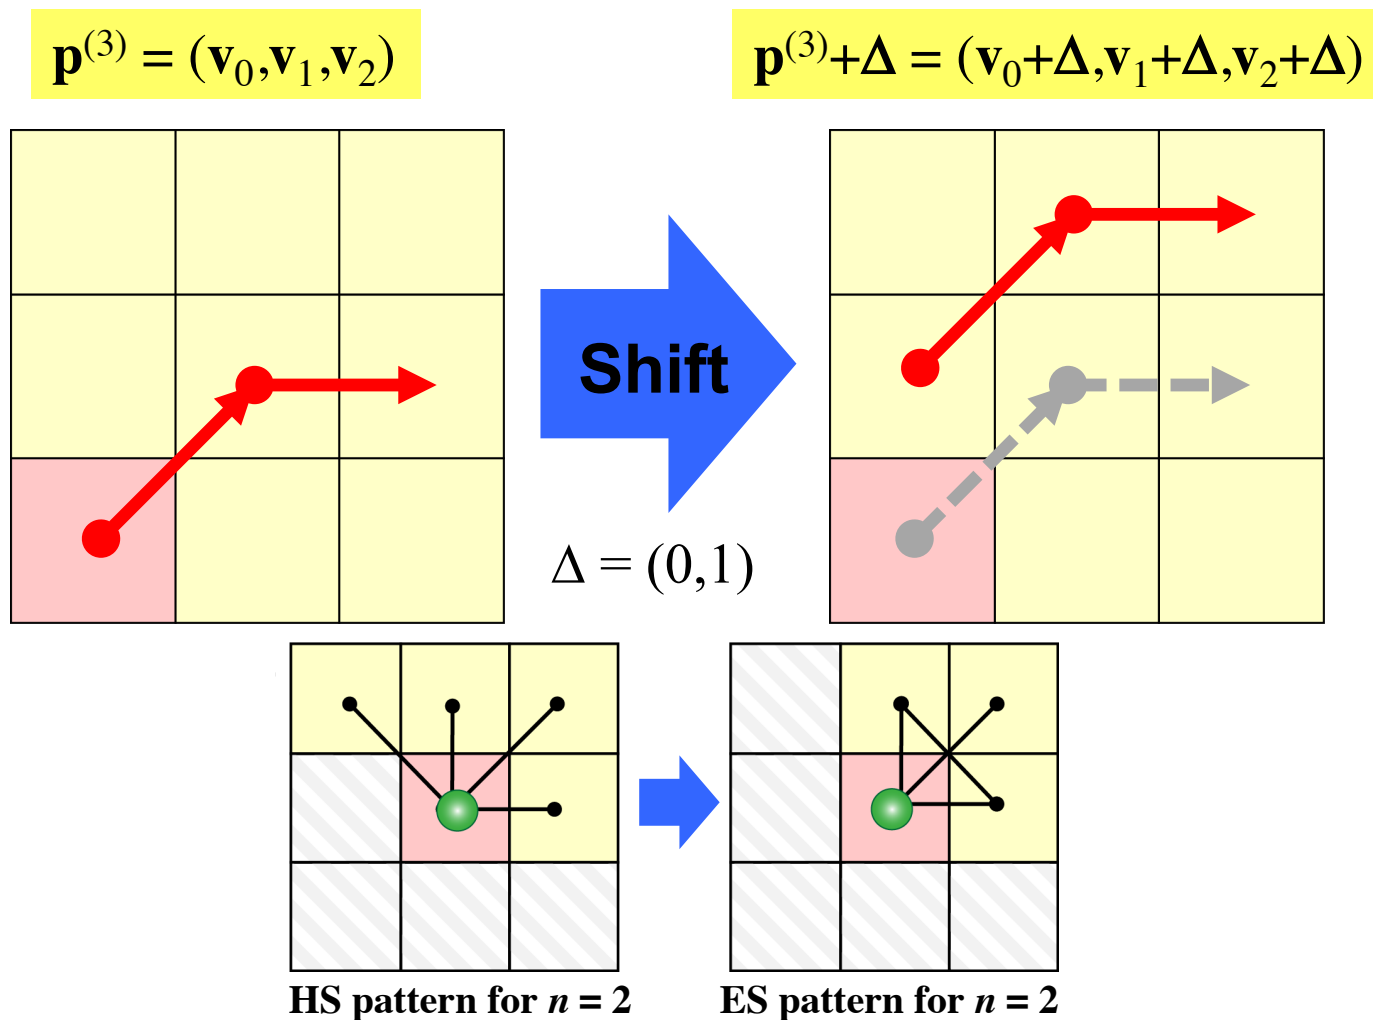 p⁽³⁾ = (v₀,v₁,v₂)
p⁽³⁾+Δ = (v₀+Δ,v₁+Δ,v₂+Δ)
Shift
Δ = (0,1)
HS pattern for n = 2
ES pattern for n = 2